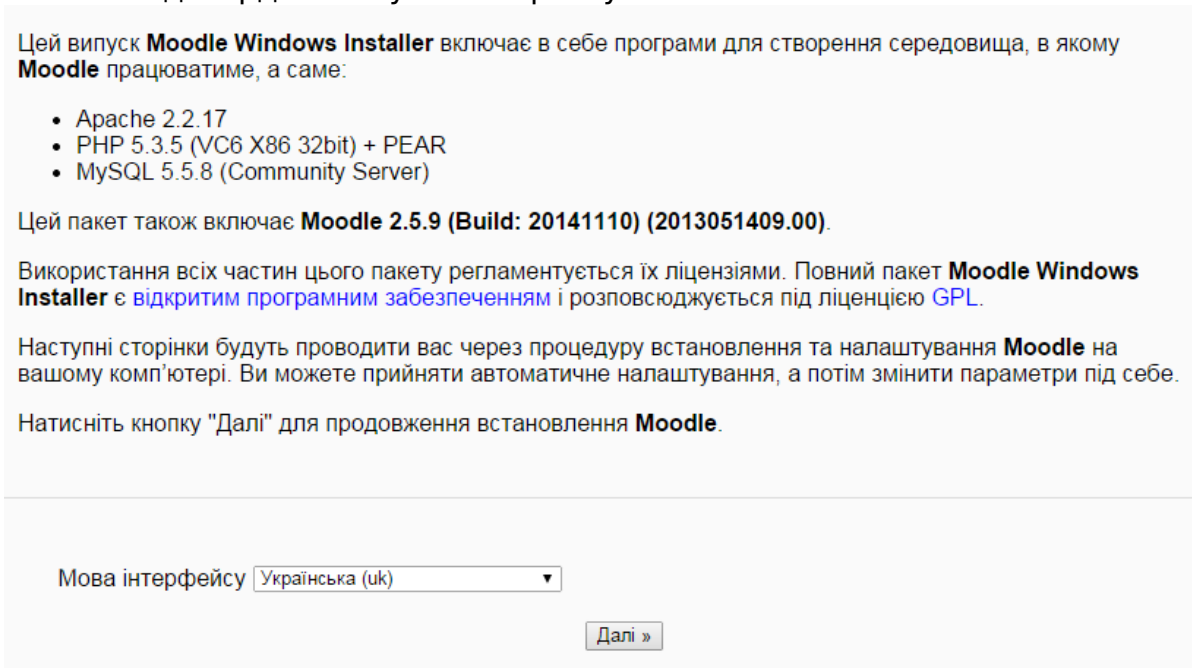 Цей випуск Moodle Windows Installer включає в себе програми для створення середовища, в якому
Moodle працюватиме, а саме:
• Apache 2.2.17
• PHP 5.3.5 (VC6 X86 32bit) + PEAR
• MySQL 5.5.8 (Community Server)
Цей пакет також включає Moodle 2.5.9 (Build: 20141110) (2013051409.00).
Використання всіх частин цього пакету регламентується їх ліцензіями. Повний пакет Moodle Windows
Installer є відкритим програмним забезпеченням і розповсюджується під ліценцією GPL.
Наступні сторінки будуть проводити вас через процедуру встановлення та налаштування Moodle на
вашому комп'ютері. Ви можете прийняти автоматичне налаштування, а потім змінити параметри під себе.
Натисніть кнопку "Далі" для продовження встановлення Moodle.
Мова інтерфейсу Українська (uk)
Далі »